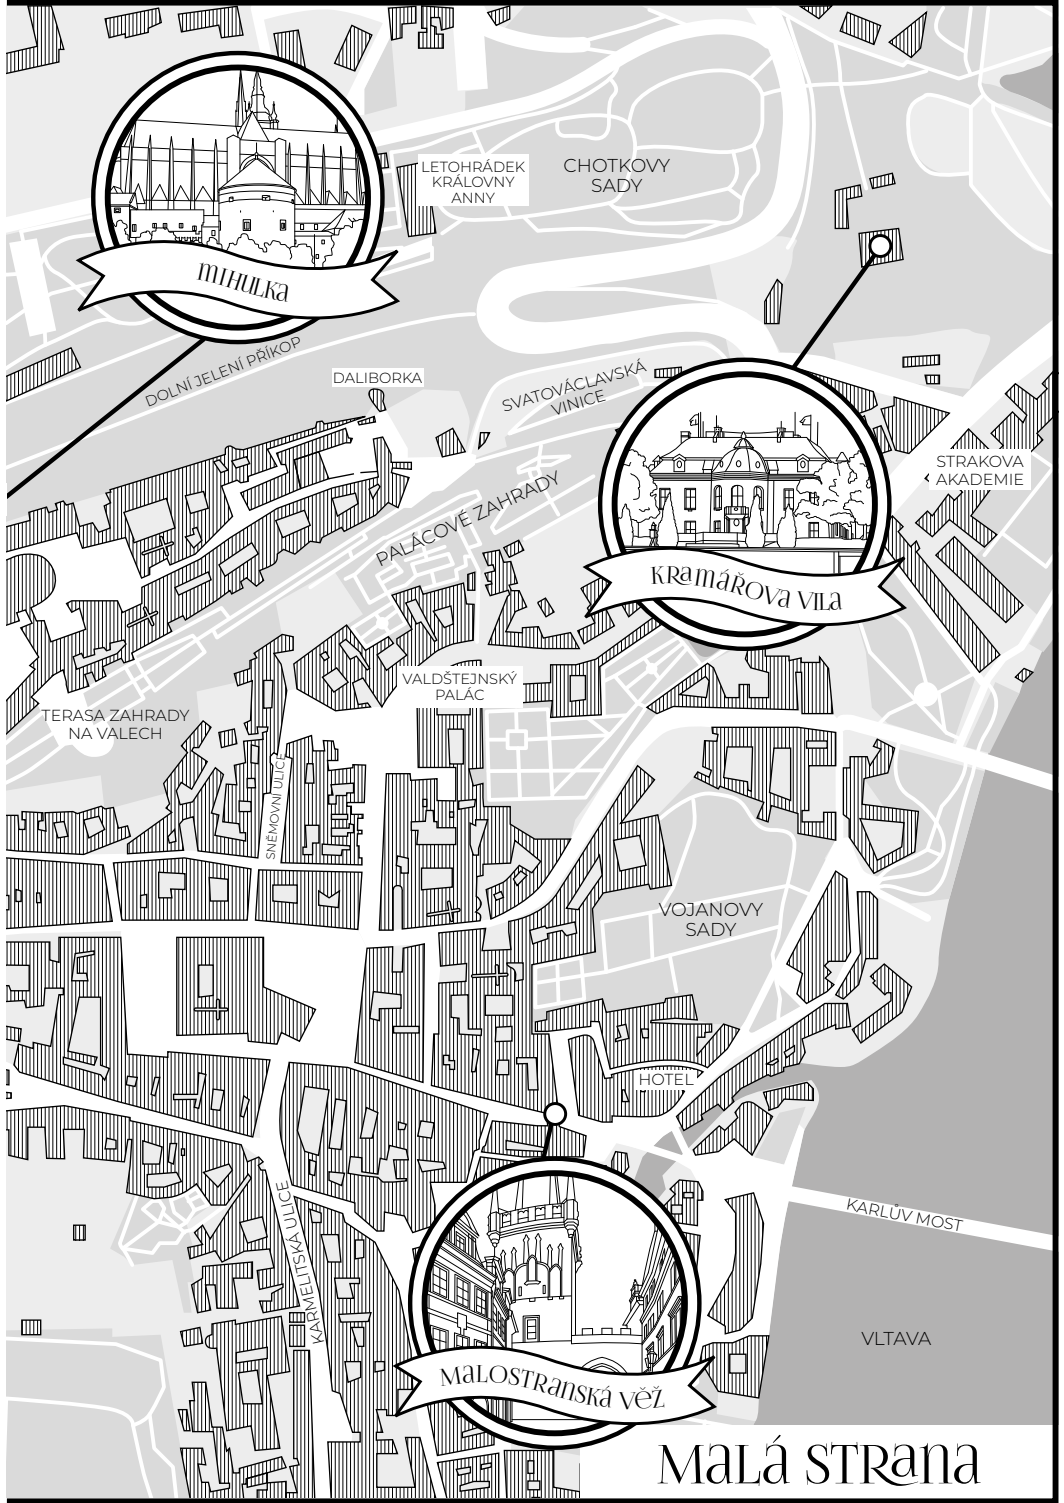 LETOHRÁDEK
KRÁLOVNY
ANNY
CHOTKOVY
SADY
MIHULKA
DOLNÍ JELENÍ PŘÍKOP
DALIBORKA
SVATOVÁCLAVSKÁ
VINICE
STRAKOVA
AKADEMIE
PALÁCOVÉ ZAHRADY
KRAMÁŘOVA VILA
VALDŠTEJNSKÝ
PALÁC
TERASA ZAHRADY
NA VALECH
SNĚMOVNÍ ULICE
VOJANOVY
SADY
HOTEL
KARMELITSKÁ ULICE
KARLŮV MOST
VLTAVA
MALOSTRANSKÁ VĚŽ
MALÁ STRANA